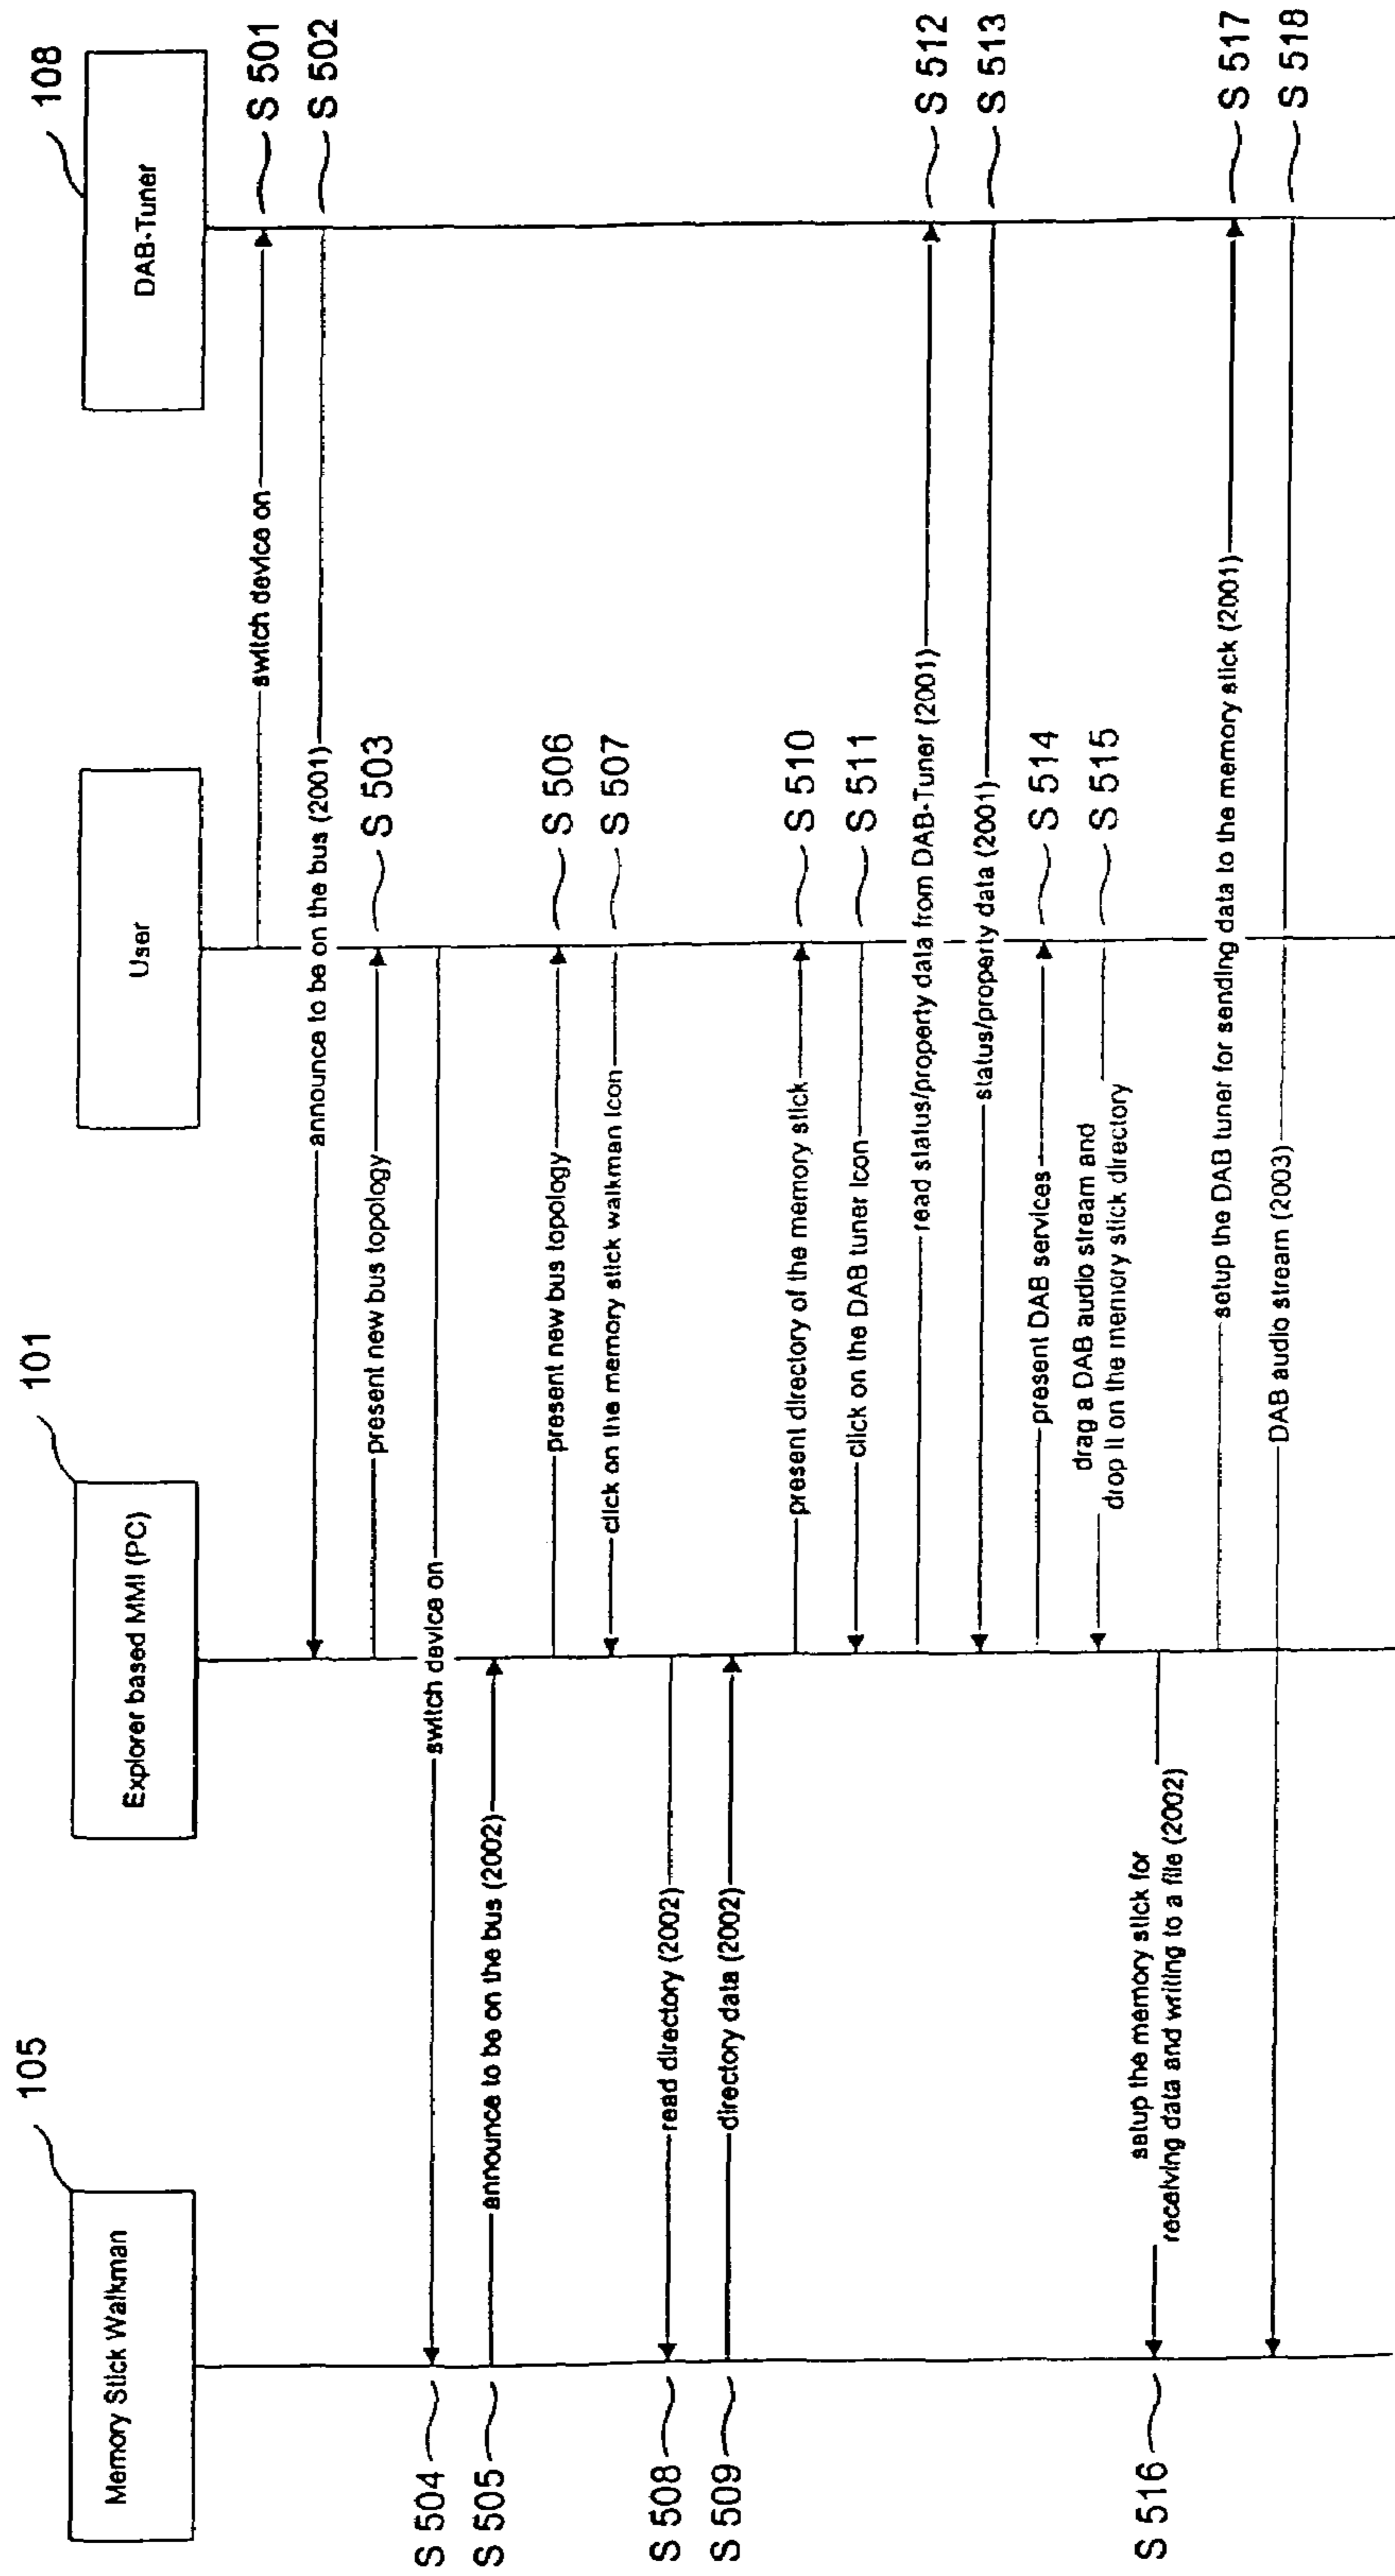 105
101
108
Memory Stick Walkman
Explorer based MMI (PC)
User
DAB-Tuner
switch device on
S 501
announce to be on the bus (2001)
S 502
present new bus topology
S 503
S 504
switch device on
S 505
announce to be on the bus (2002)
present new bus topology
S 506
click on the memory stick walkman icon
S 507
S 508
read directory (2002)
S 509
directory data (2002)
present directory of the memory stick
S 510
click on the DAB tuner icon
S 511
read status/property data from DAB-Tuner (2001)
S 512
status/property data (2001)
S 513
present DAB services
S 514
drag a DAB audio stream and
drop it on the memory stick directory
S 515
S 516
setup the memory stick for
receiving data and writing to a file (2002)
setup the DAB tuner for sending data to the memory stick (2001)
S 517
DAB audio stream (2003)
S 518